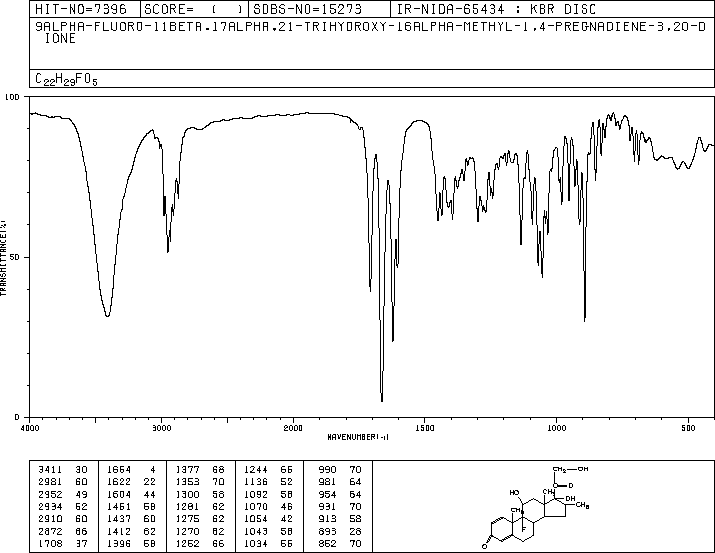 HIT-NO=7396 SCORE= ( ) SDBS-NO=15273 IR-NIDA-65434 : KBR DISC
9ALPHA-FLUORO-11BETA,17ALPHA,21-TRIHYDROXY-16ALPHA-METHYL-1,4-PREGNADIENE-3,20-D
IONE
C22H29FO5
100
50
0
TRANSMITTANCE(%)
4000 3000 2000 1500 1000 500
WAVENUMBER(-1)
3411 30 1664 4 1377 68 1244 66 990 70
2981 60 1622 22 1353 70 1136 52 981 64
2952 49 1604 44 1300 58 1092 58 954 64
2934 52 1451 58 1281 62 1070 46 931 70
2910 60 1437 60 1275 62 1054 42 913 58
2872 66 1412 62 1270 62 1043 58 893 28
1708 37 1396 58 1252 66 1034 55 852 70
CH2—OH
C=O
HO CH3 OH
CH3 CH3
F
O